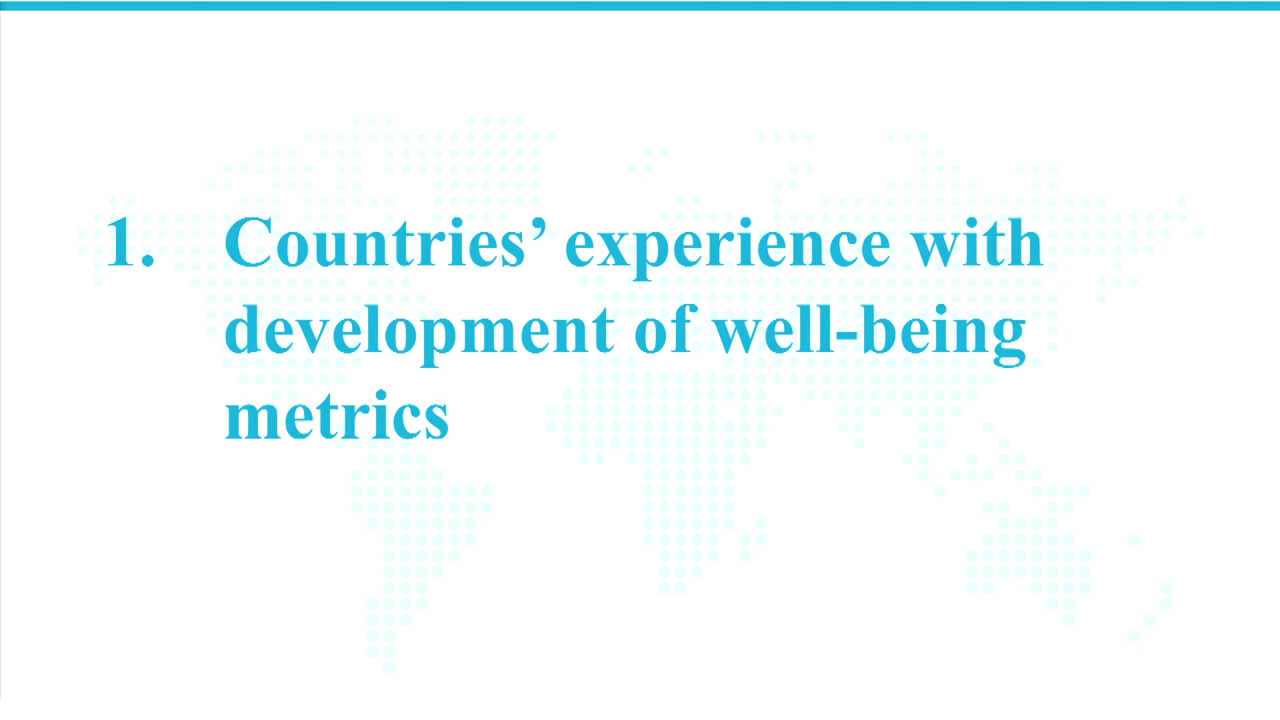 1. Countries’ experience with
development of well-being
metrics